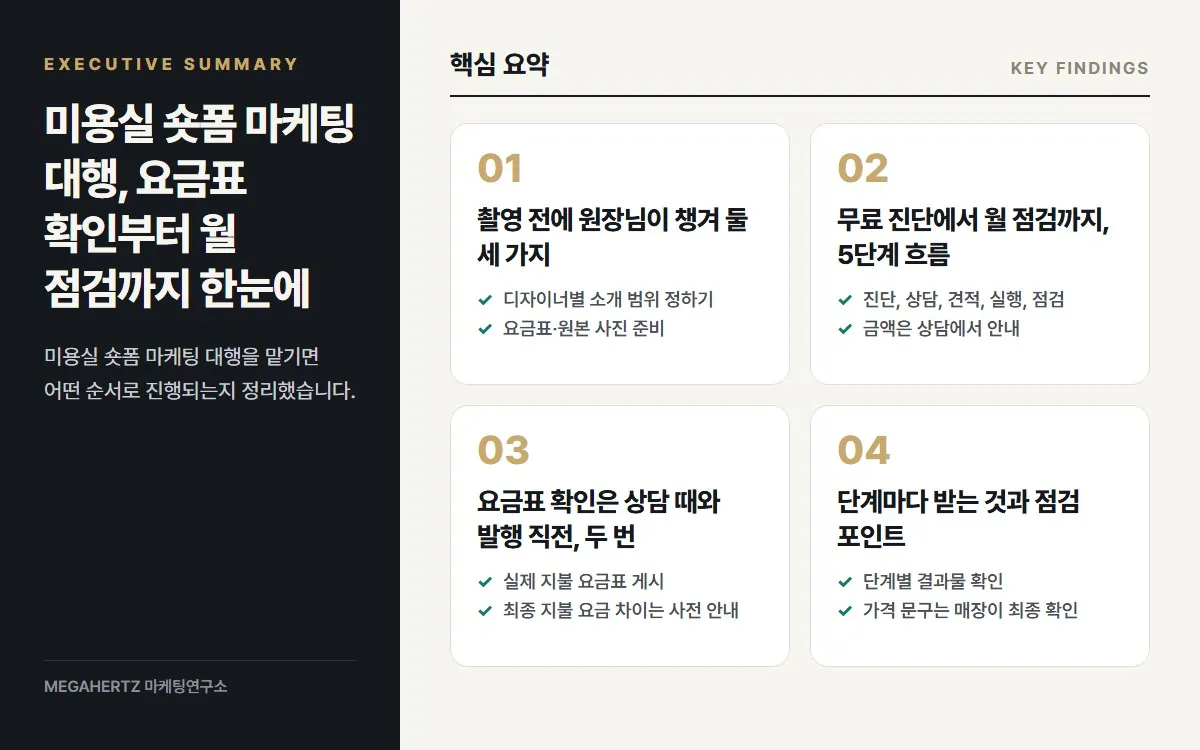 EXECUTIVE SUMMARY
미용실 숏폼 마케팅
대행, 요금표
확인부터 월
점검까지 한눈에
미용실 숏폼 마케팅 대행을 맡기면
어떤 순서로 진행되는지 정리했습니다.
MEGAHERTZ 마케팅연구소
핵심 요약
KEY FINDINGS
01
촬영 전에 원장님이 챙겨 둘
세 가지
✓ 디자이너별 소개 범위 정하기
✓ 요금표·원본 사진 준비
02
무료 진단에서 월 점검까지,
5단계 흐름
✓ 진단, 상담, 견적, 실행, 점검
✓ 금액은 상담에서 안내
03
요금표 확인은 상담 때와
발행 직전, 두 번
✓ 실제 지불 요금표 게시
✓ 최종 지불 요금 차이는 사전 안내
04
단계마다 받는 것과 점검
포인트
✓ 단계별 결과물 확인
✓ 가격 문구는 매장이 최종 확인